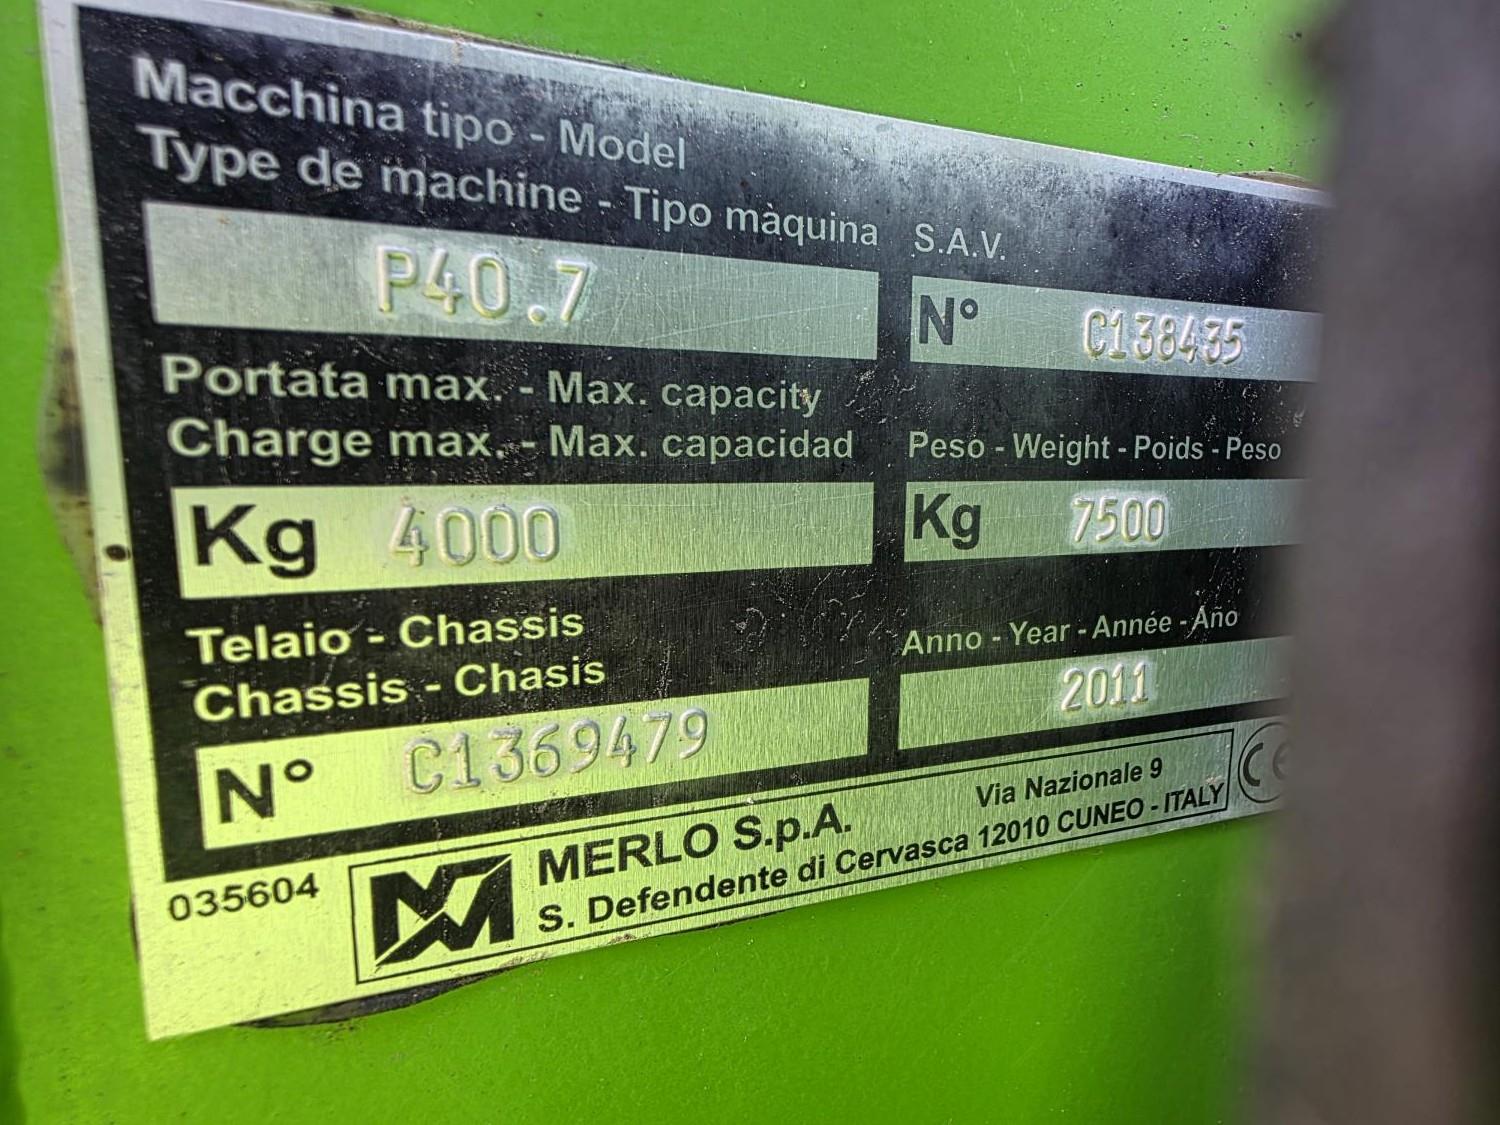 Macchina tipo - Model
Type de machine - Tipo màquina
P40.7
S.A.V.
N° C138435
Portata max. - Max. capacity
Charge max. - Max. capacidad
Kg 4000
Peso - Weight - Poids - Peso
Kg 7500
Telaio - Chassis
Chassis - Chasis
N° C1369479
Anno - Year - Année - Año
2011
035604
MERLO S.p.A.
Via Nazionale 9
S. Defendente di Cervasca 12010 CUNEO - ITALY
CE